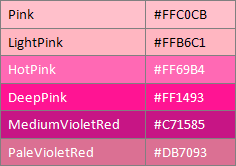 Pink #FFC0CB
LightPink #FFB6C1
HotPink #FF69B4
DeepPink #FF1493
MediumVioletRed #C71585
PaleVioletRed #DB7093